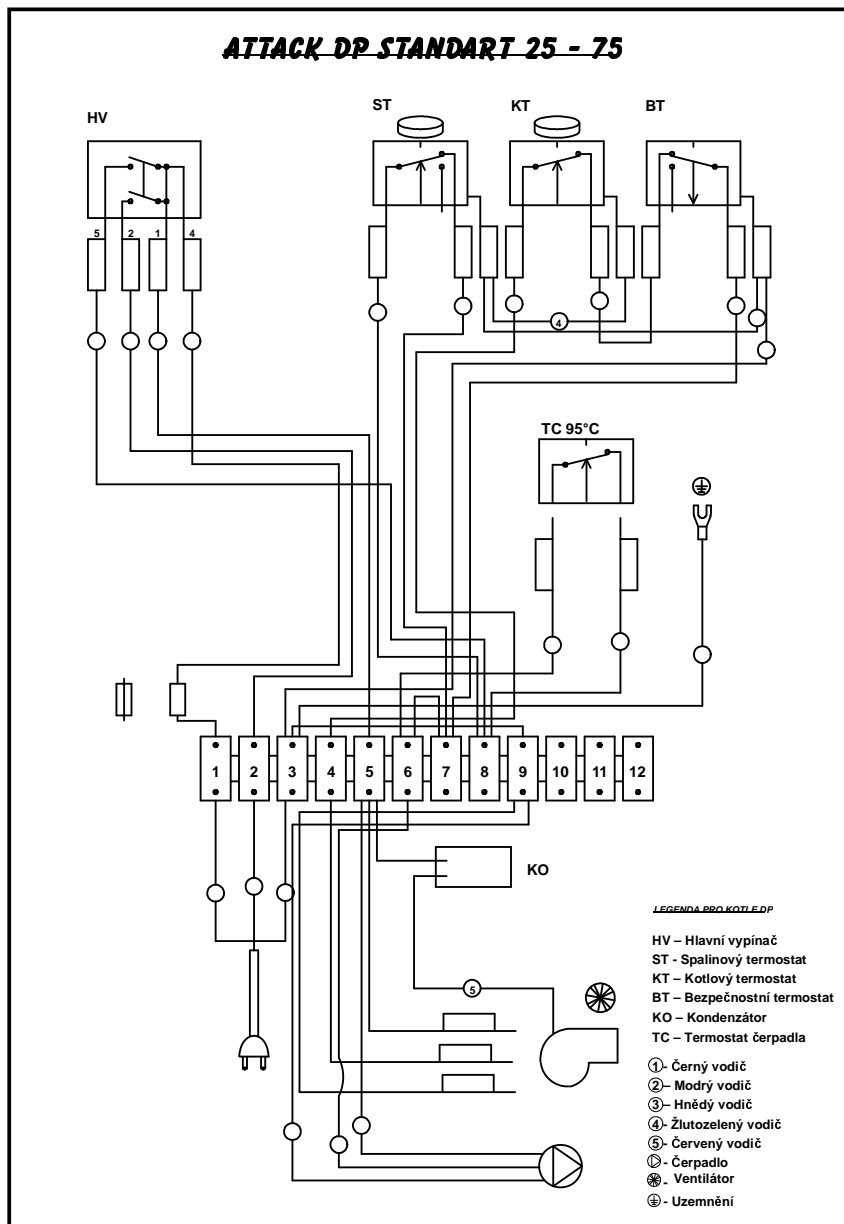 ATTACK DP STANDART 25 - 75
HV
ST
KT
BT
5 2 1 4
4
TC 95°C
1 2 3 4 5 6 7 8 9 10 11 12
KO
5
LEGENDA PRO KOTLE DP
HV – Hlavní vypínač
ST - Spalinový termostat
KT – Kotlový termostat
BT – Bezpečnostní termostat
KO – Kondenzátor
TC – Termostat čerpadla
1 - Černý vodič
2 – Modrý vodič
3 – Hnědý vodič
4 - Žlutozelený vodič
5 - Červený vodič
- Čerpadlo
- Ventilátor
- Uzemnění